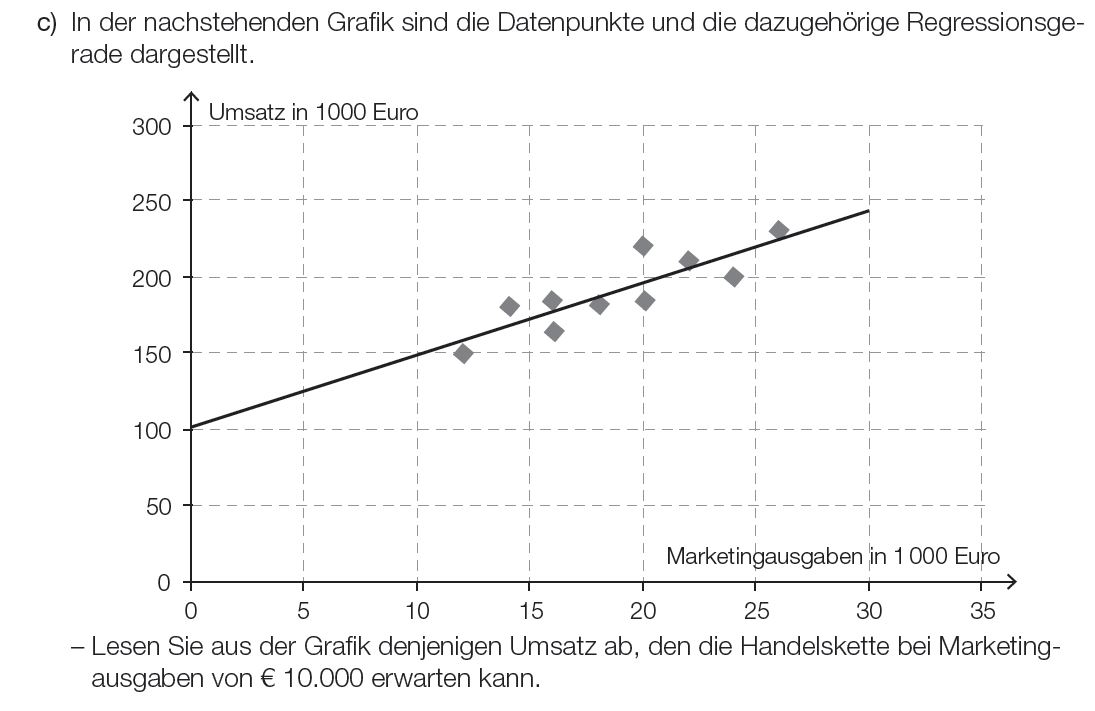 c) In der nachstehenden Grafik sind die Datenpunkte und die dazugehörige Regressionsge-
rade dargestellt.
Umsatz in 1000 Euro
300
250
200
150
100
50
0
Marketingausgaben in 1 000 Euro
0 5 10 15 20 25 30 35
– Lesen Sie aus der Grafik denjenigen Umsatz ab, den die Handelskette bei Marketing-
ausgaben von € 10.000 erwarten kann.